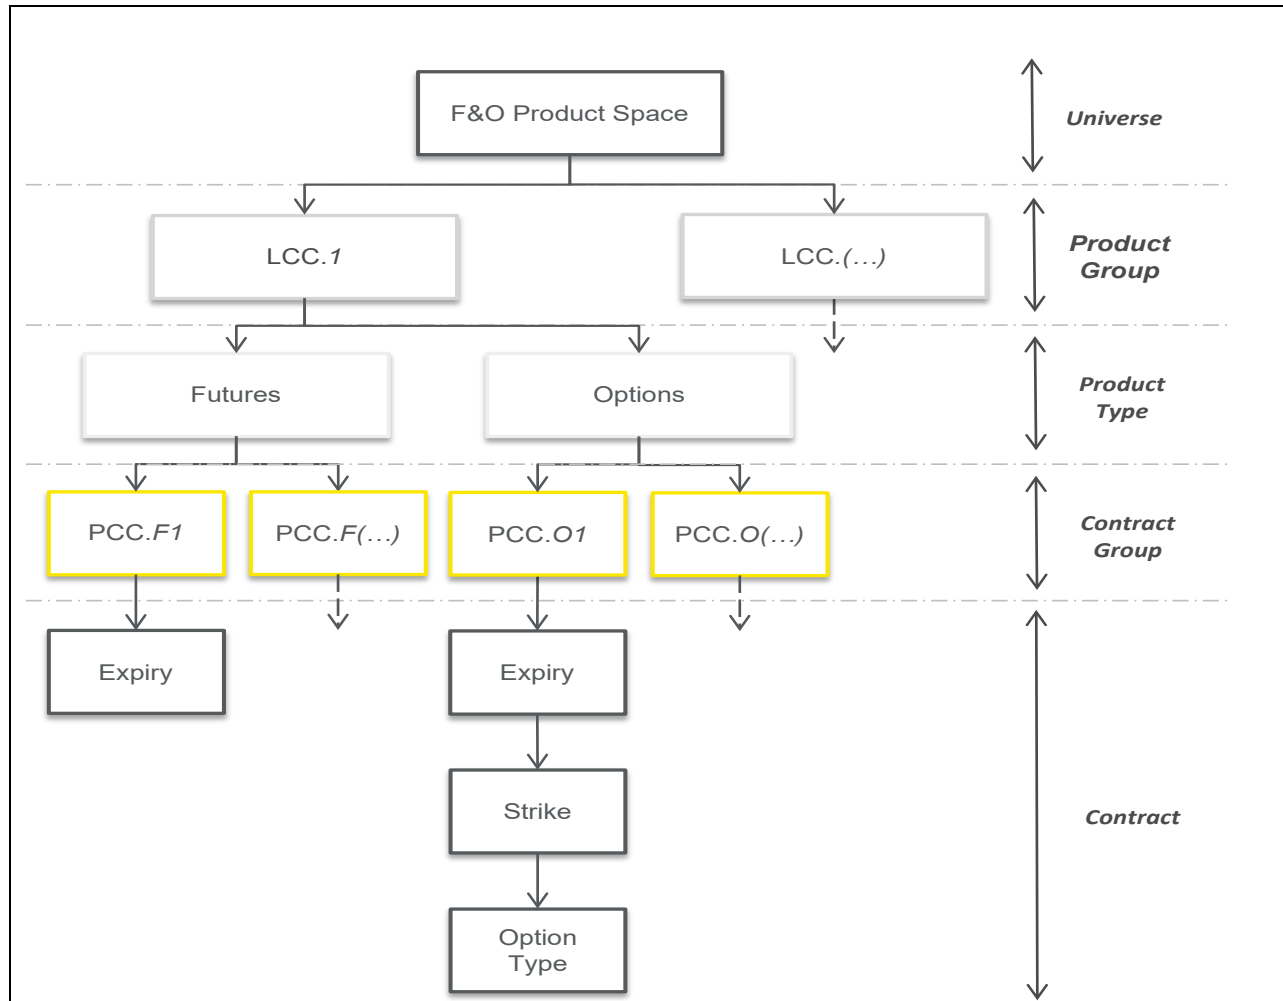 F&O Product Space
Universe
LCC.1
LCC.(…)
Product
Group
Futures
Options
Product
Type
PCC.F1
PCC.F(…)
PCC.O1
PCC.O(…)
Contract
Group
Expiry
Expiry
Strike
Contract
Option
Type